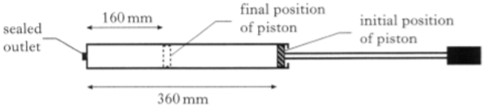 160 mm
final position
of piston
initial position
of piston
sealed
outlet
360 mm